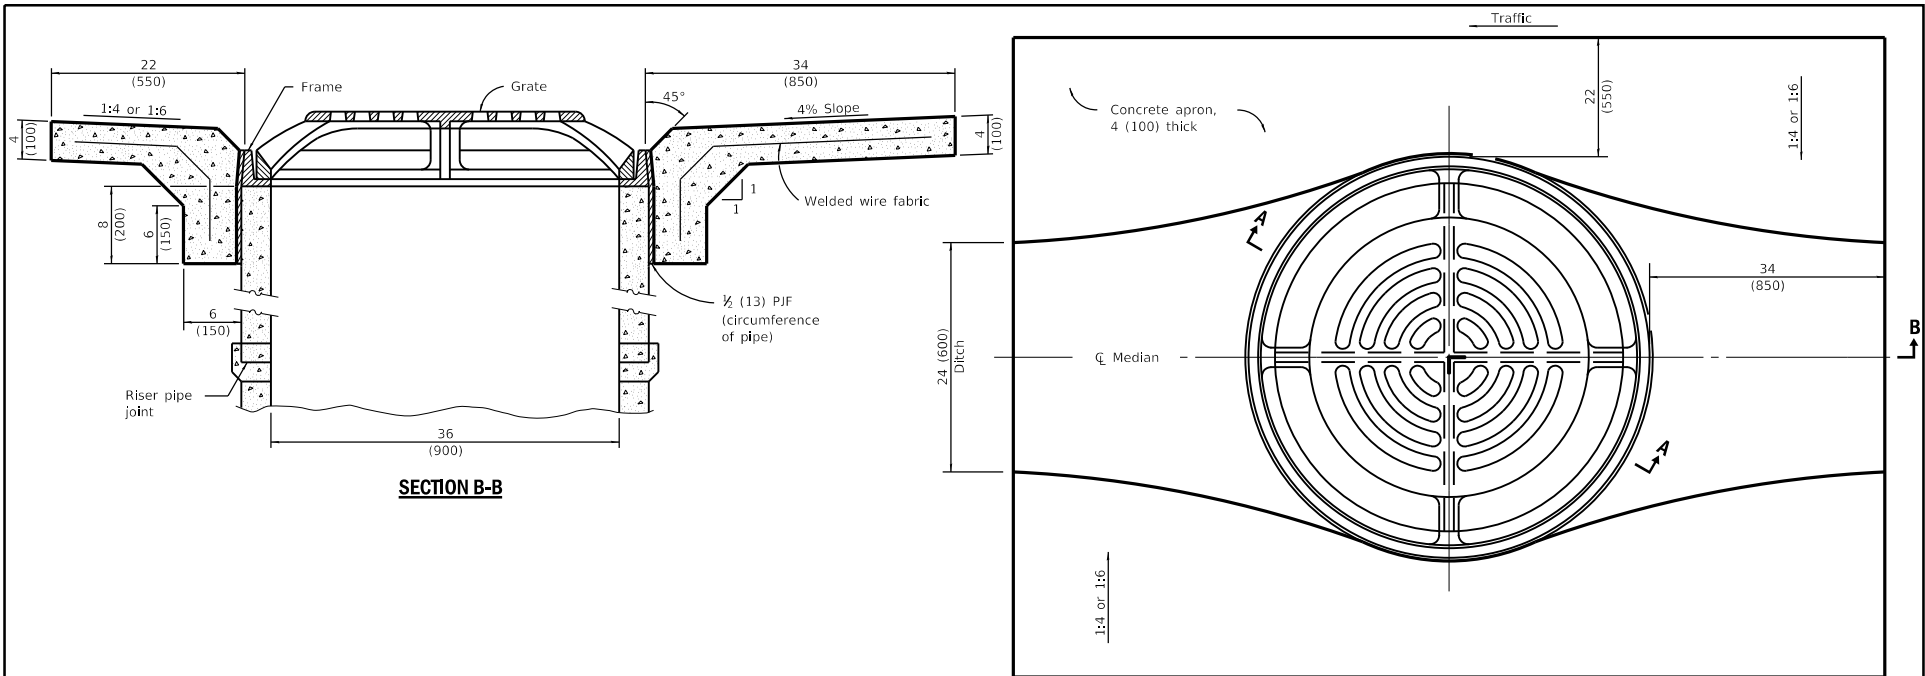 22
(550)
Frame
Grate
34
(850)
45°
1:4 or 1:6
4% Slope
4
(100)
4
(100)
8
(200)
6
(150)
1
1
Welded wire fabric
6
(150)
½ (13) PJF
(circumference
of pipe)
Riser pipe
joint
36
(900)
SECTION B-B
Traffic
Concrete apron,
4 (100) thick
22
(550)
1:4 or 1:6
A
34
(850)
24 (600)
Ditch
℄ Median
B
A
1:4 or 1:6